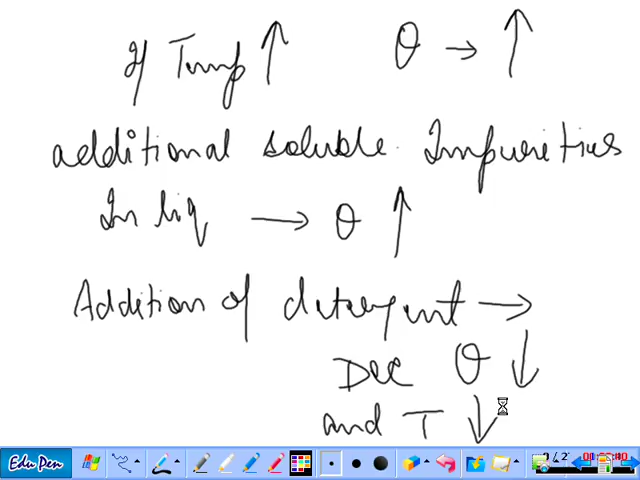 If Temp ↑ θ → ↑
additional soluble Impurities
In liq → θ ↑
Addition of detergent →
Dec θ ↓
and T ↓
Edu Pen